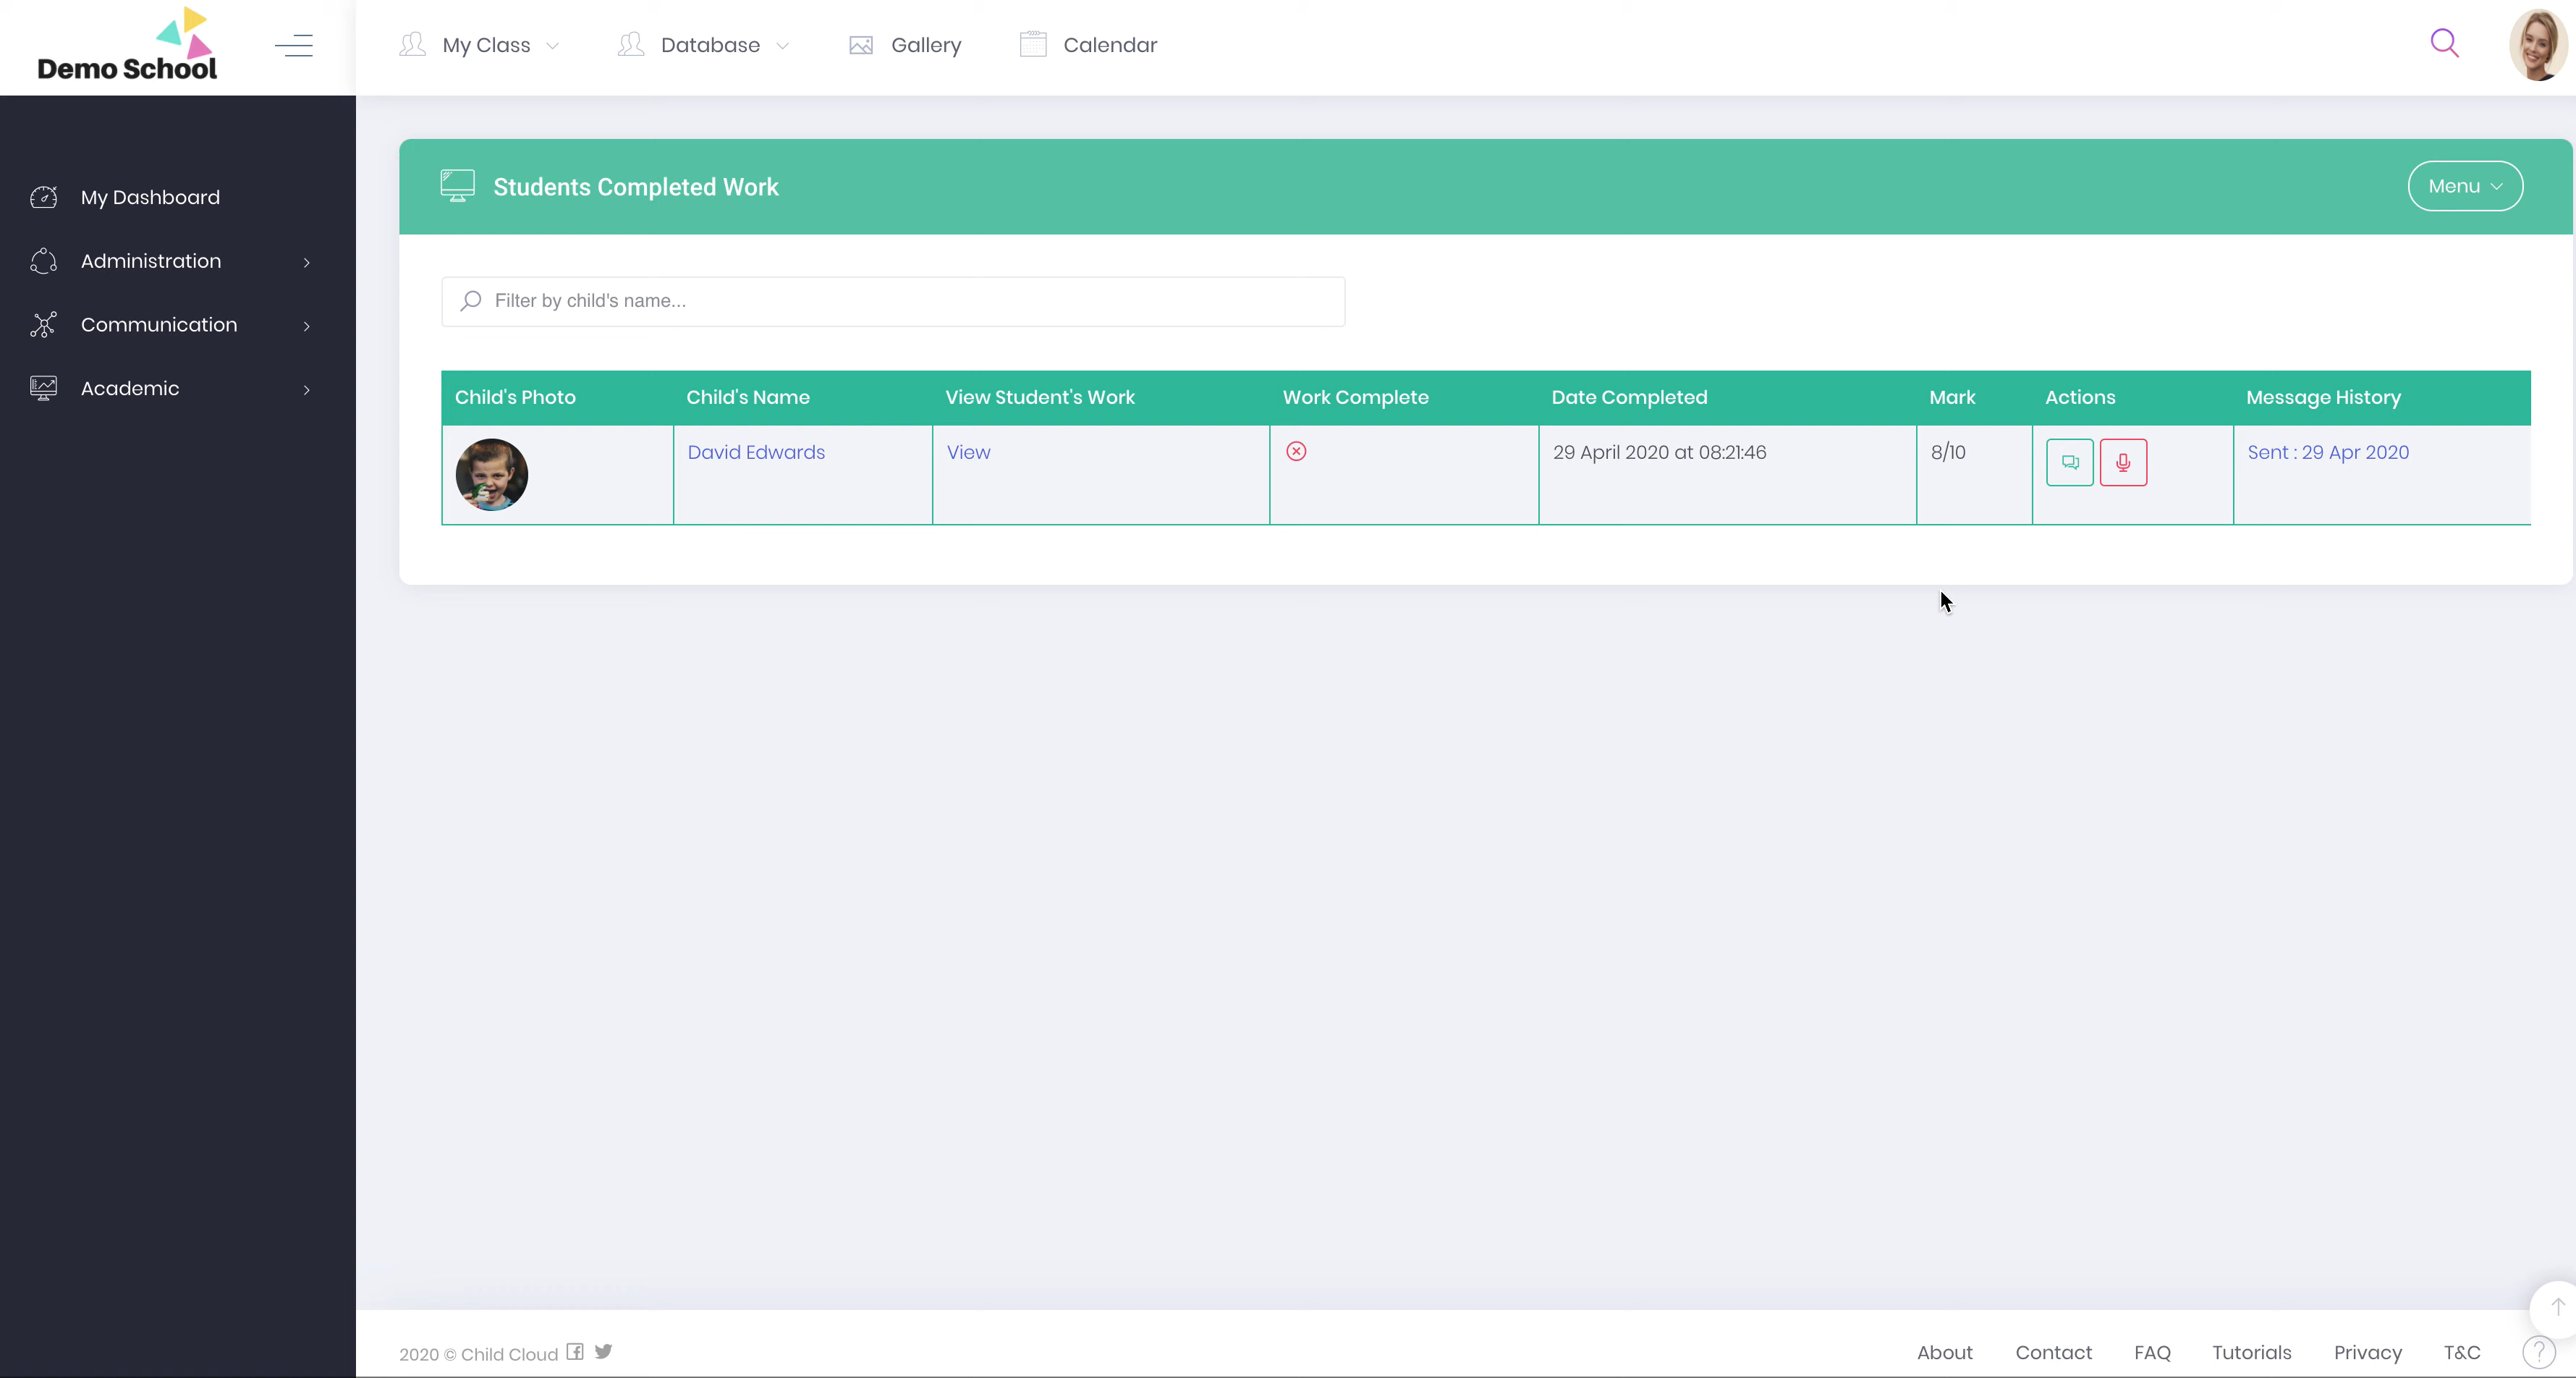 Demo School
My Class
Database
Gallery
Calendar
My Dashboard
Administration
Communication
Academic
Students Completed Work
Menu
Filter by child's name...
Child's Photo Child's Name View Student's Work Work Complete Date Completed Mark Actions Message History
David Edwards View 29 April 2020 at 08:21:46 8/10 Sent : 29 Apr 2020
2020 © Child Cloud
About Contact FAQ Tutorials Privacy T&C